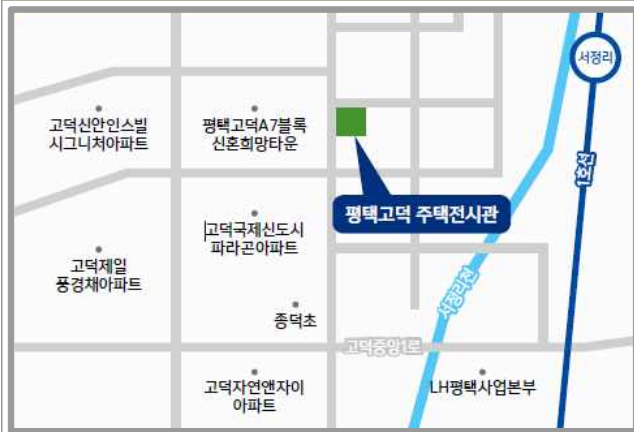 서정리
고덕신안인스빌
시그니처아파트
평택고덕A7블록
신혼희망타운
1호선
평택고덕 주택전시관
고덕국제신도시
파라곤아파트
고덕제일
풍경채아파트
서정리천
종덕초
고덕중앙1로
고덕자연앤자이
아파트
LH평택사업본부